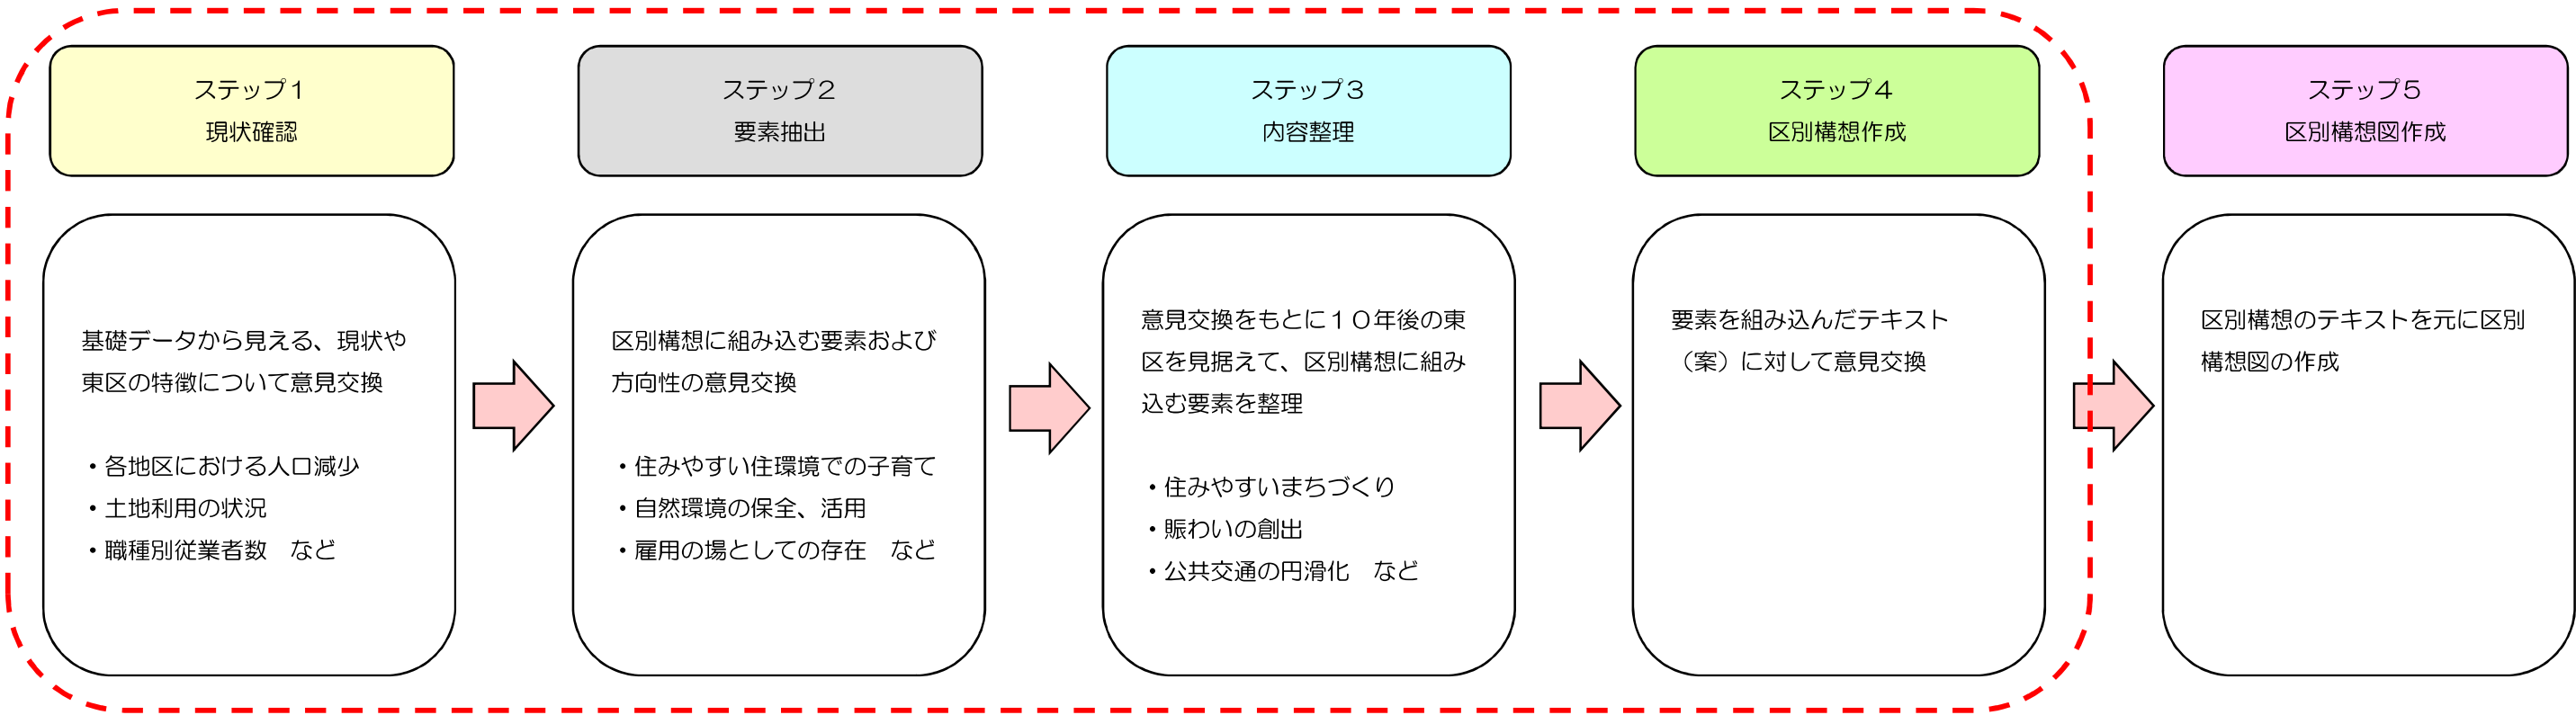 ステップ１
現状確認
ステップ２
要素抽出
ステップ３
内容整理
ステップ４
区別構想作成
ステップ５
区別構想図作成
基礎データから見える、現状や
東区の特徴について意見交換
・各地区における人口減少
・土地利用の状況
・職種別従業者数　など
区別構想に組み込む要素および
方向性の意見交換
・住みやすい住環境での子育て
・自然環境の保全、活用
・雇用の場としての存在　など
意見交換をもとに１０年後の東
区を見据えて、区別構想に組み
込む要素を整理
・住みやすいまちづくり
・賑わいの創出
・公共交通の円滑化　など
要素を組み込んだテキスト
（案）に対して意見交換
区別構想のテキストを元に区別
構想図の作成